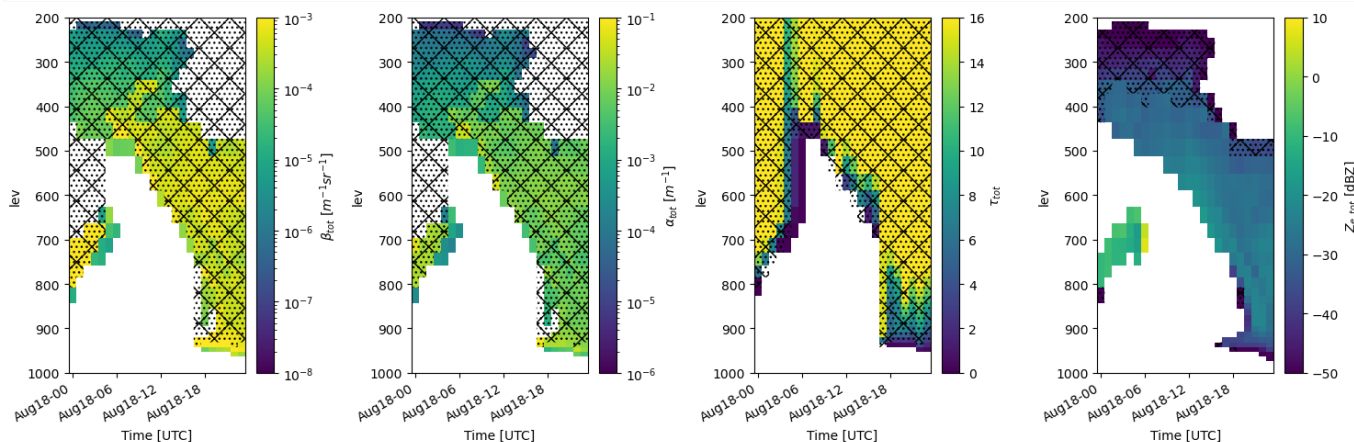 200
300
400
500
600
700
800
900
1000
lev
Aug18-00
Aug18-06
Aug18-12
Aug18-18
Time [UTC]
10⁻³
10⁻⁴
10⁻⁵
10⁻⁶
10⁻⁷
10⁻⁸
βtot [m⁻¹sr⁻¹]
200
300
400
500
600
700
800
900
1000
lev
Aug18-00
Aug18-06
Aug18-12
Aug18-18
Time [UTC]
10⁻¹
10⁻²
10⁻³
10⁻⁴
10⁻⁵
10⁻⁶
αtot [m⁻¹]
200
300
400
500
600
700
800
900
1000
lev
Aug18-00
Aug18-06
Aug18-12
Aug18-18
Time [UTC]
16
14
12
10
8
6
4
2
0
τtot
200
300
400
500
600
700
800
900
1000
lev
Aug18-00
Aug18-06
Aug18-12
Aug18-18
Time [UTC]
10
0
−10
−20
−30
−40
−50
Ze, tot [dBZ]